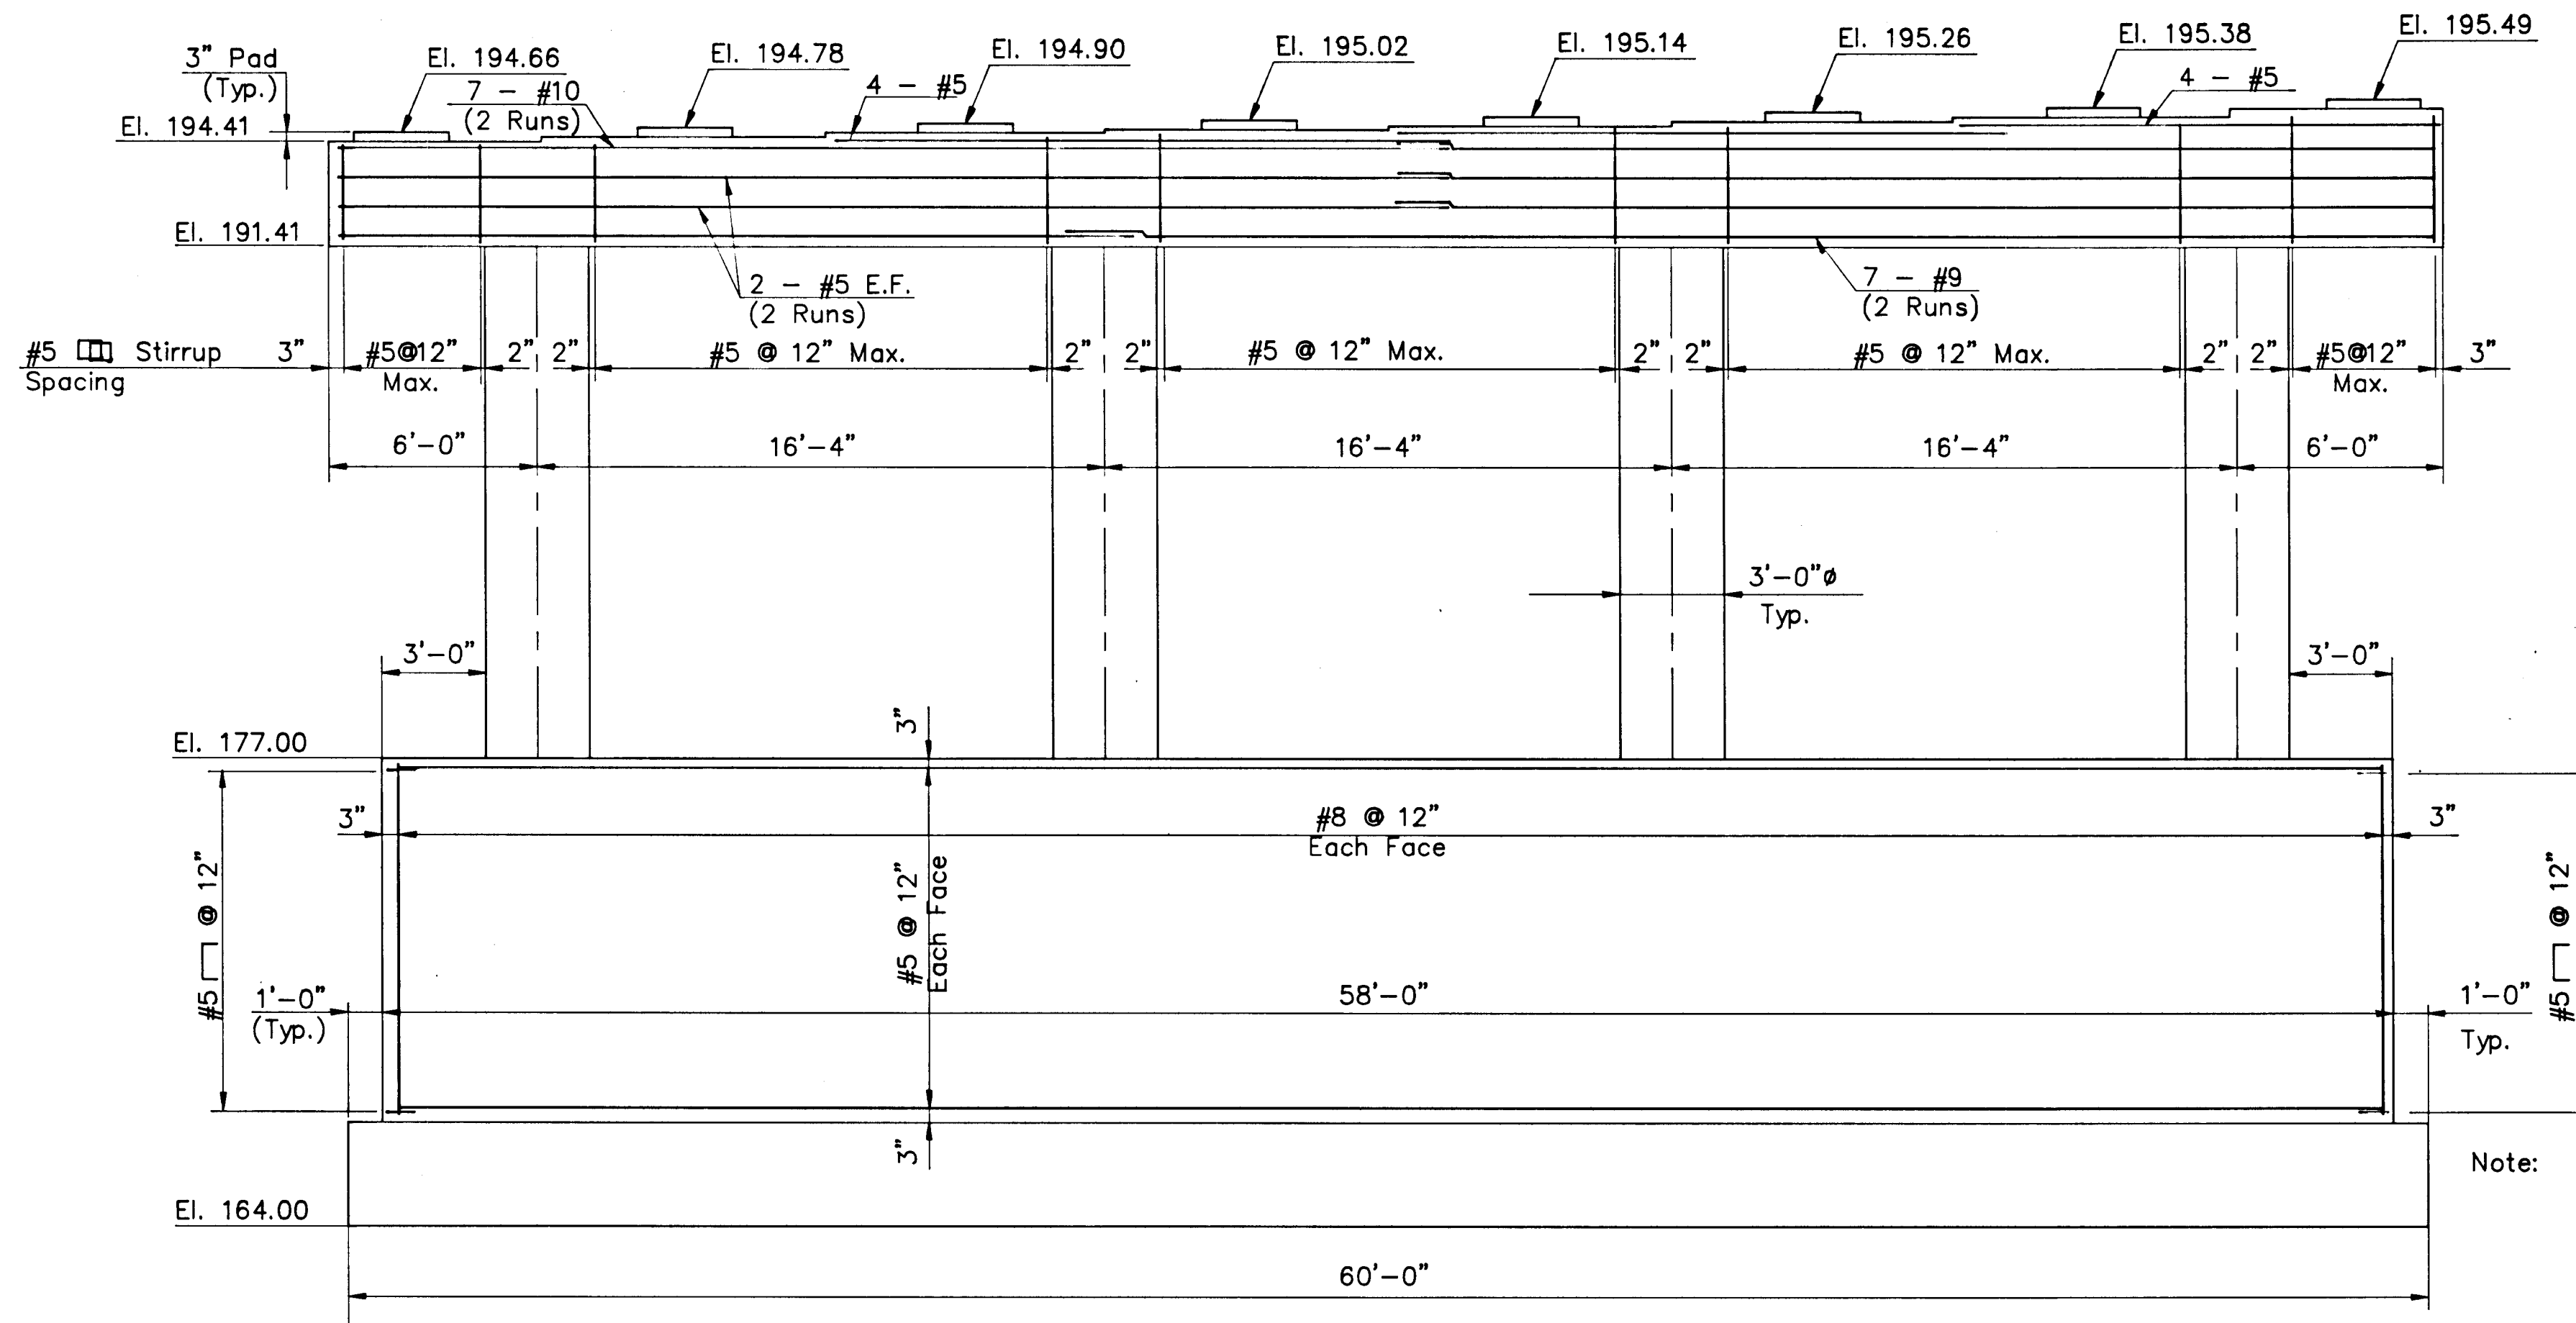 El. 194.66
El. 194.78
El. 194.90
El. 195.02
El. 195.14
El. 195.26
El. 195.38
El. 195.49
3" Pad
(Typ.)
7 - #10
(2 Runs)
4 - #5
4 - #5
El. 194.41
El. 191.41
2 - #5 E.F.
(2 Runs)
7 - #9
(2 Runs)
#5 Stirrup
Spacing
3"
#5@12"
Max.
2"
2"
#5 @ 12" Max.
2"
2"
#5 @ 12" Max.
2"
2"
#5 @ 12" Max.
2"
2"
#5@12"
Max.
3"
6'-0"
16'-4"
16'-4"
16'-4"
6'-0"
3'-0"ø
Typ.
3'-0"
3'-0"
El. 177.00
3"
3"
#8 @ 12"
Each Face
3"
#5 @ 12"
#5 @ 12"
Each Face
#5 @ 12"
1'-0"
(Typ.)
58'-0"
1'-0"
Typ.
3"
Note:
El. 164.00
60'-0"